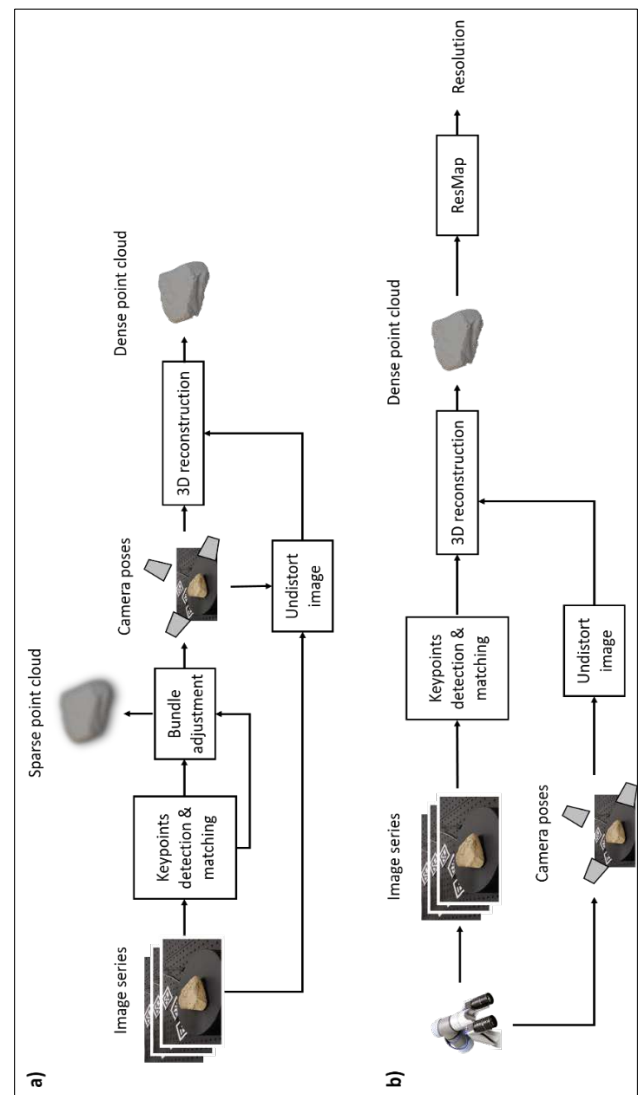 a)
Image series
Keypoints
detection &
matching
Sparse point cloud
Bundle
adjustment
Camera poses
Undistort
image
3D reconstruction
Dense point cloud
b)
Image series
Camera poses
Keypoints
detection &
matching
Undistort
image
3D reconstruction
Dense point cloud
ResMap
Resolution